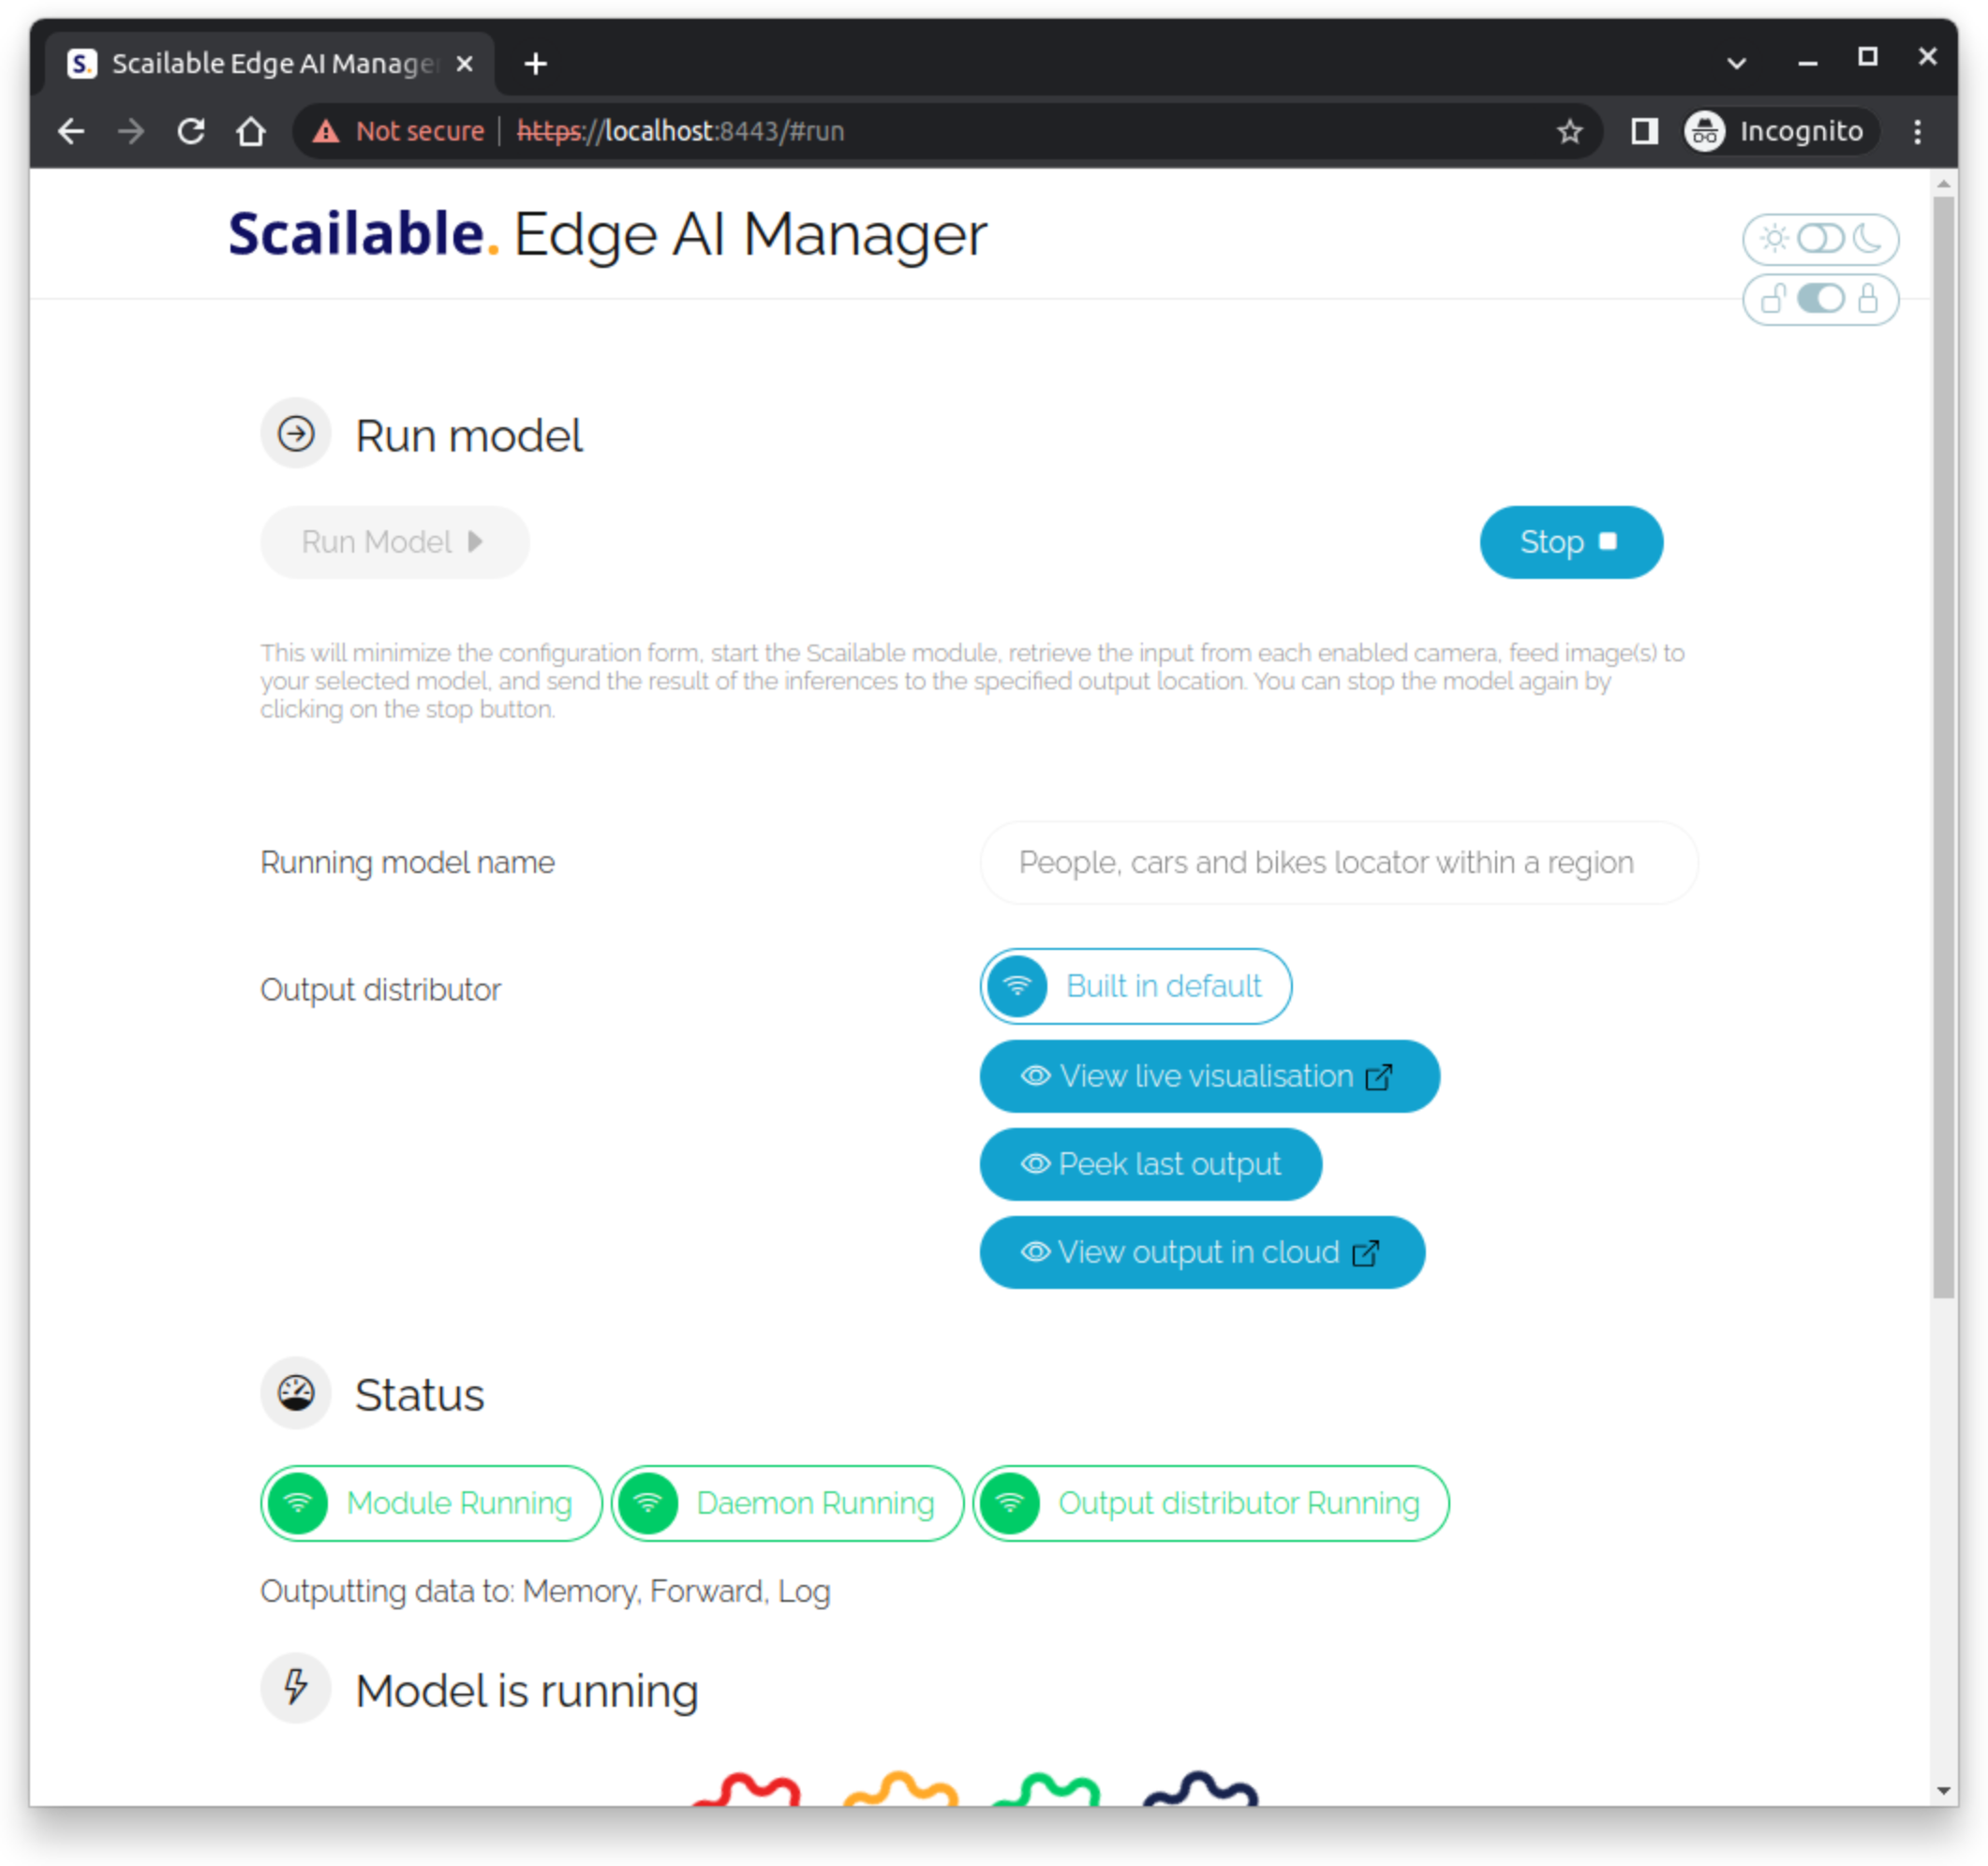 S. Scailable Edge AI Manager
Not secure https://localhost:8443/#run Incognito
Scailable. Edge AI Manager
Run model
Run Model Stop
This will minimize the configuration form, start the Scailable module, retrieve the input from each enabled camera, feed image(s) to
your selected model, and send the result of the inferences to the specified output location. You can stop the model again by
clicking on the stop button.
Running model name People, cars and bikes locator within a region
Output distributor Built in default
View live visualisation
Peek last output
View output in cloud
Status
Module Running Daemon Running Output distributor Running
Outputting data to: Memory, Forward, Log
Model is running